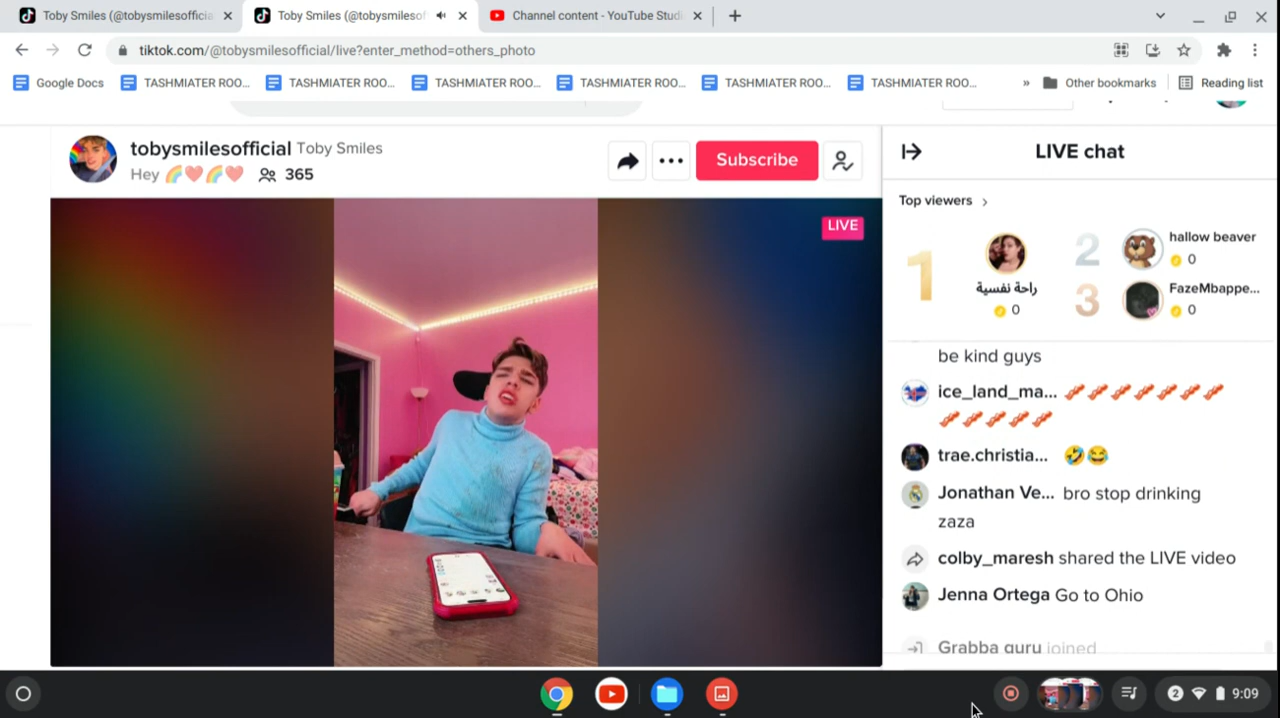 Toby Smiles (@tobysmilesofficia
Toby Smiles (@tobysmilesof
Channel content - YouTube Studi
tiktok.com/@tobysmilesofficial/live?enter_method=others_photo
Google Docs
TASHMIATER ROO...
TASHMIATER ROO...
TASHMIATER ROO...
TASHMIATER ROO...
TASHMIATER ROO...
TASHMIATER ROO...
»
Other bookmarks
Reading list
tobysmilesofficial Toby Smiles
Hey 🌈❤️🌈❤️ 365
Subscribe
LIVE
LIVE chat
Top viewers >
1
راحة نفسية
0
2
hallow beaver
0
3
FazeMbappe...
0
be kind guys
ice_land_ma... 🥓🥓🥓🥓🥓🥓🥓
🥓🥓🥓🥓🥓
trae.christia... 🤣😂
Jonathan Ve... bro stop drinking
zaza
colby_maresh shared the LIVE video
Jenna Ortega Go to Ohio
Grabba guru joined
2
9:09